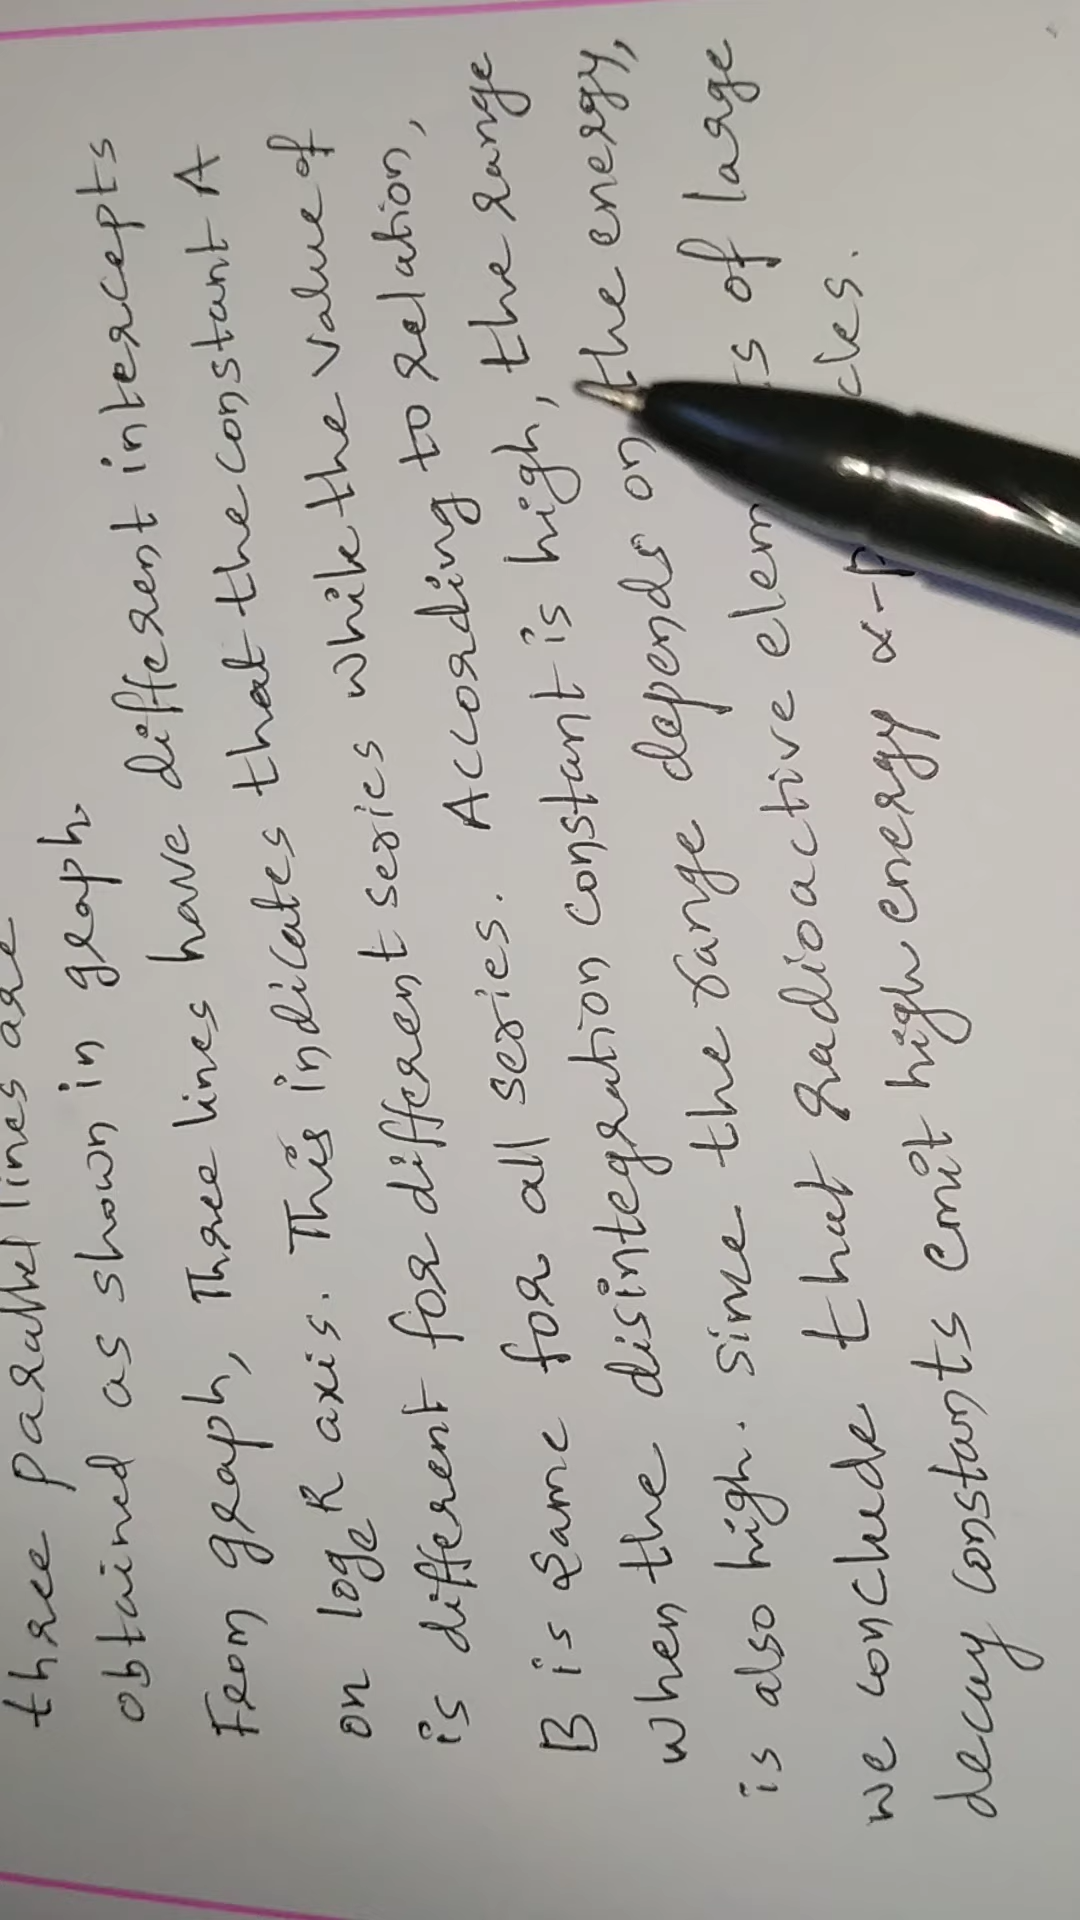 three parallel lines are
obtained as shown in graph.
From graph, Three lines have different intercepts
on loge R axis. This indicates that the constant A
is different for different series while the value of
B is same for all series. According to relation,
when the disintegration constant is high, the range
is also high. since the range depends on the energy,
we conclude that radioactive of large
decay constants emit high energy